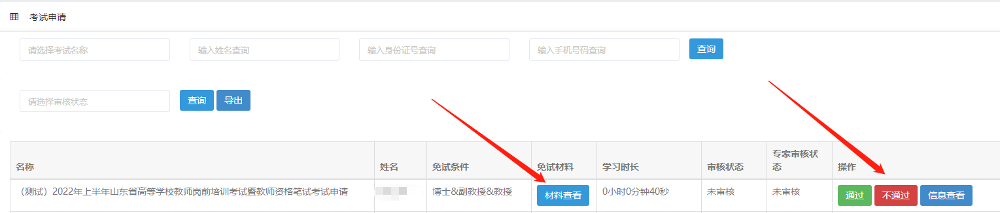 考试申请
请选择考试名称 输入姓名查询 输入身份证号查询 输入手机号码查询 查询
请选择审核状态 查询 导出
名称 姓名 免试条件 免试材料 学习时长 审核状态 专家审核状态 操作
（测试）2022年上半年山东省高等学校教师岗前培训考试暨教师资格笔试考试申请 博士&副教授&教授 材料查看 0小时0分钟40秒 未审核 未审核 通过 不通过 信息查看